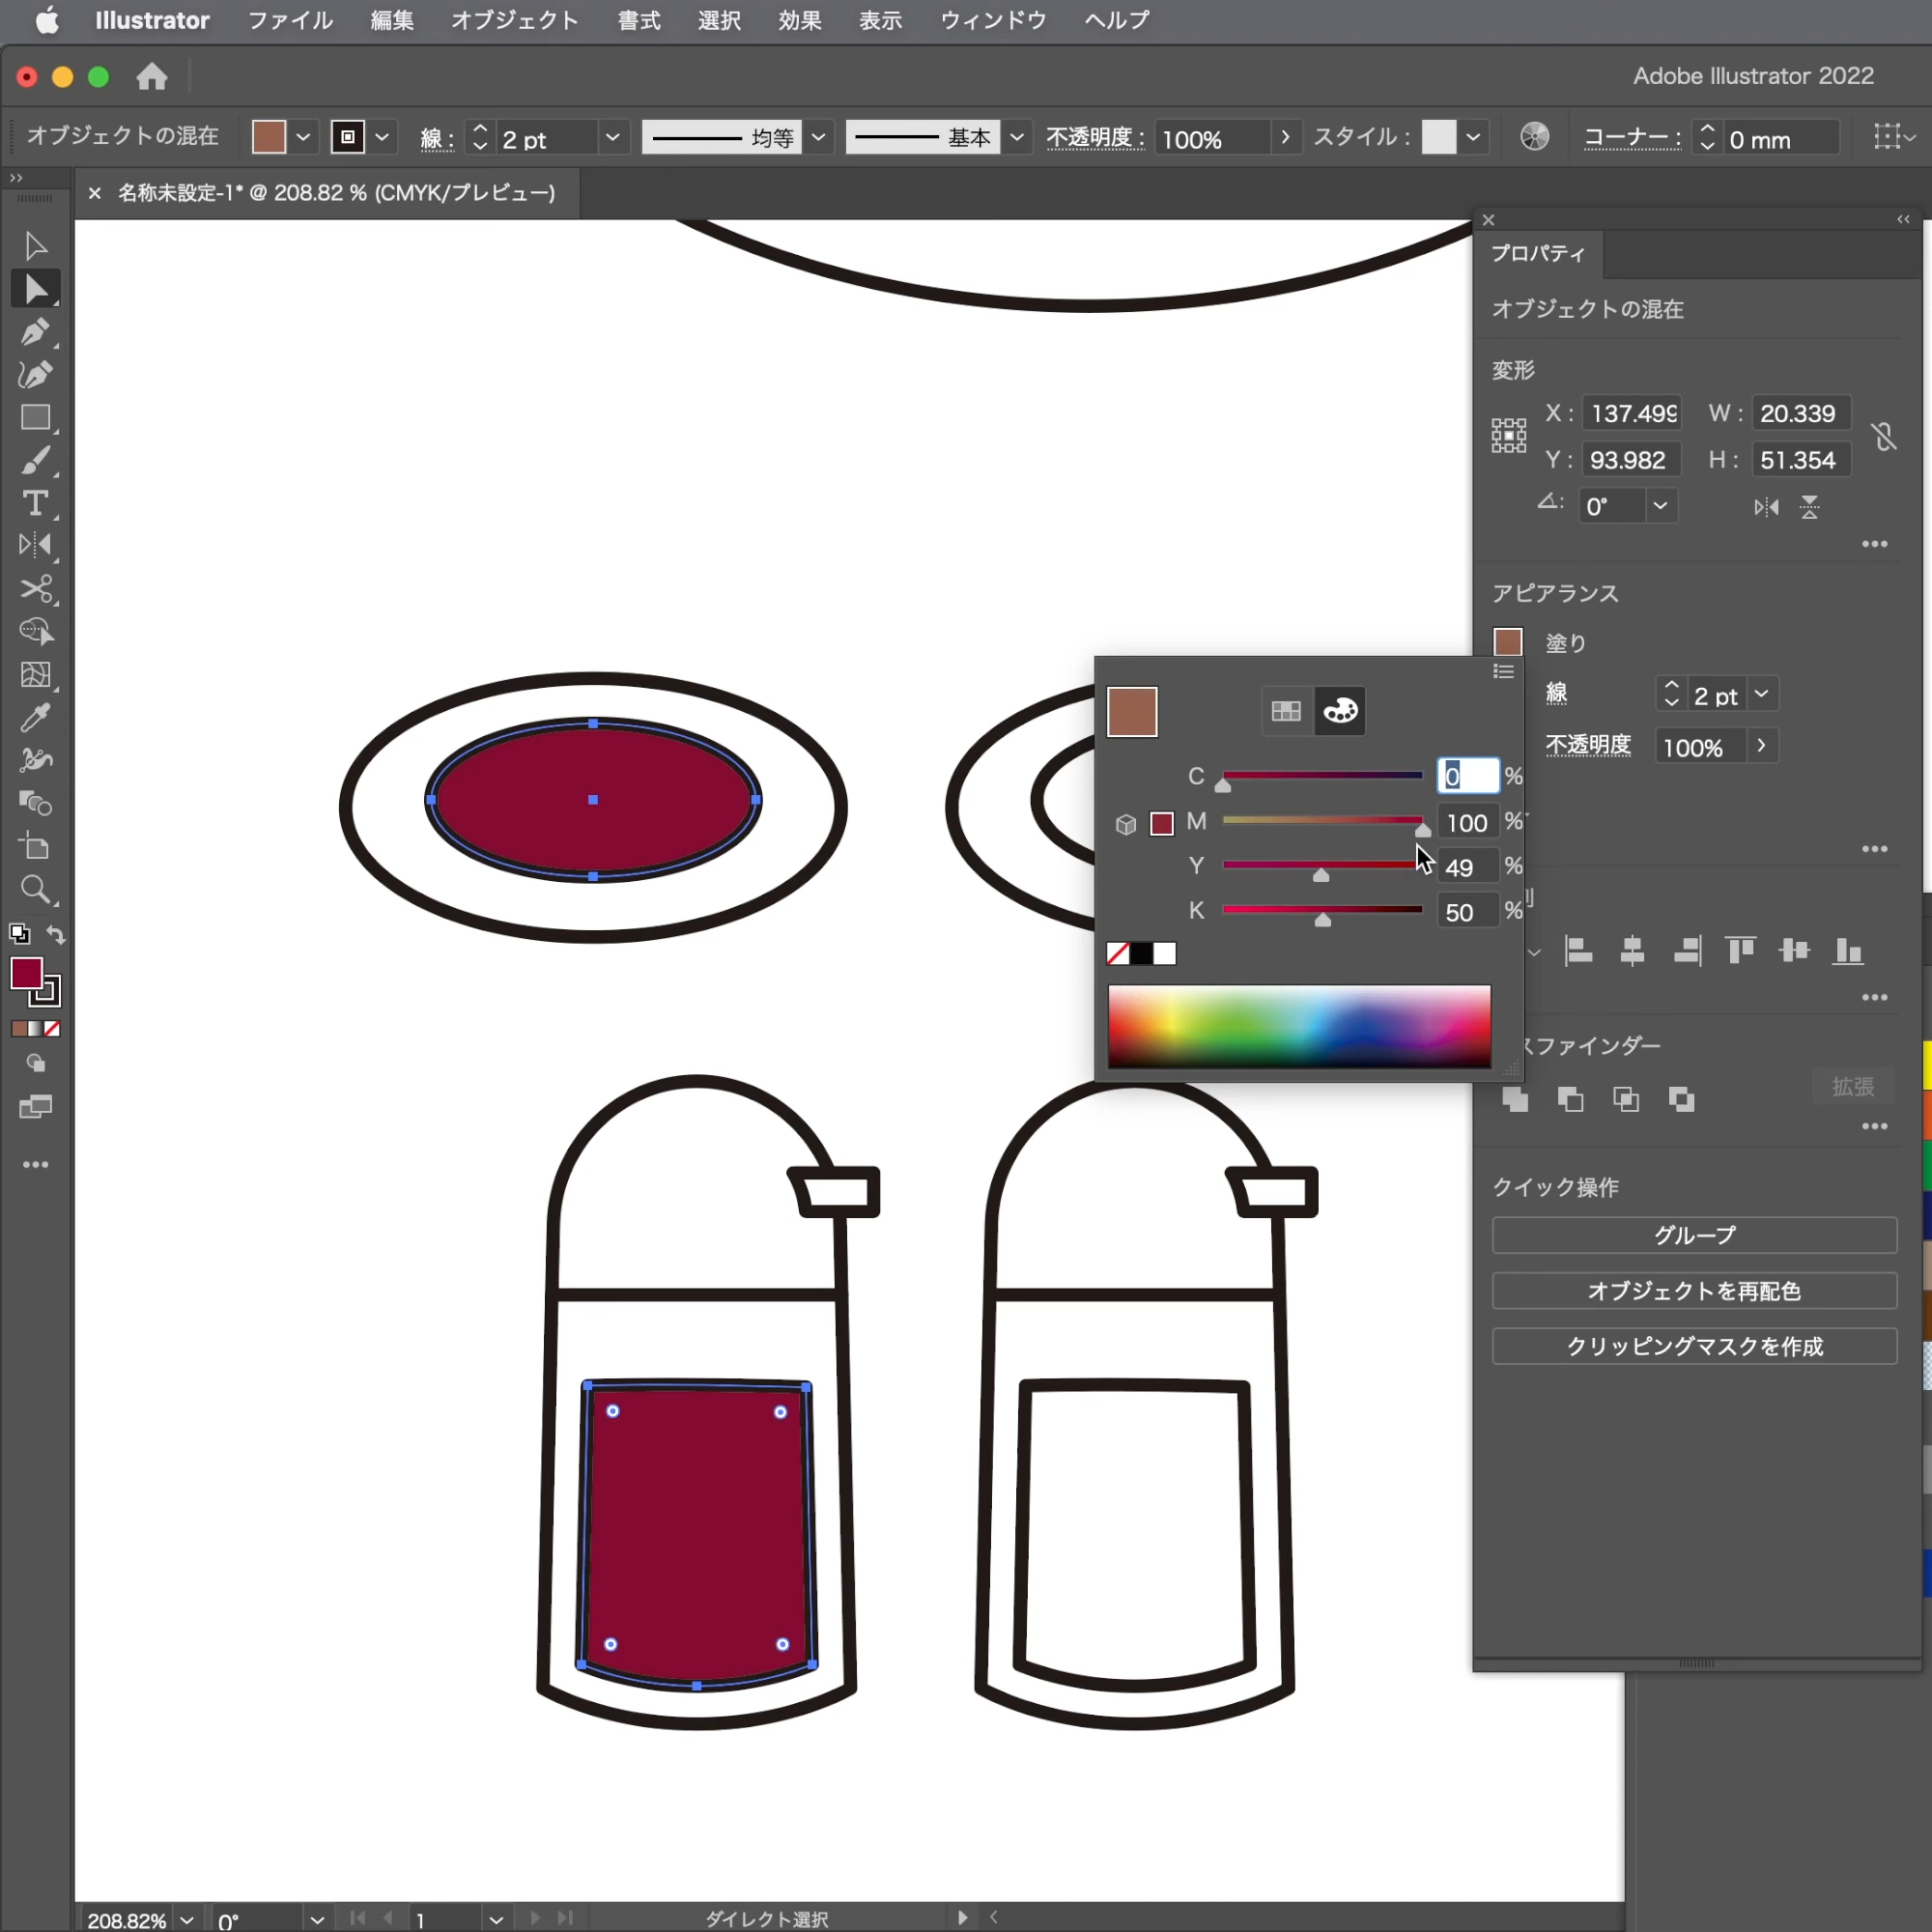 Illustrator ファイル 編集 オブジェクト 書式 選択 効果 表示 ウィンドウ ヘルプ
Adobe Illustrator 2022
オブジェクトの混在 線: 2 pt 均等 基本 不透明度: 100% スタイル: コーナー: 0 mm
× 名称未設定-1* @ 208.82 % (CMYK/プレビュー)
プロパティ
オブジェクトの混在
変形
X: 137.499 W: 20.339
Y: 93.982 H: 51.354
0°
アピアランス
塗り
線 2 pt
不透明度 100%
C 0 %
M 100 %
Y 49 %
K 50 %
スファインダー
拡張
クイック操作
グループ
オブジェクトを再配色
クリッピングマスクを作成
208.82% 0° 1 ダイレクト選択